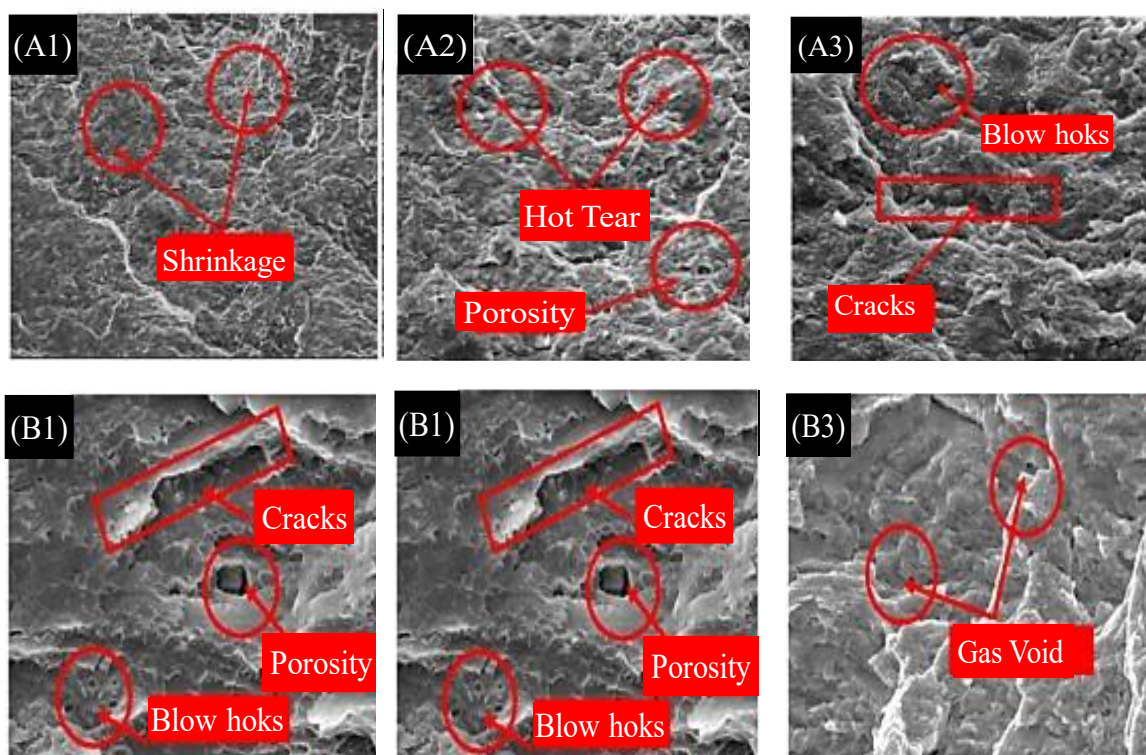 (A1)
Shrinkage
(A2)
Hot Tear
Porosity
(A3)
Blow hoks
Cracks
(B1)
Cracks
Porosity
Blow hoks
(B1)
Cracks
Porosity
Blow hoks
(B3)
Gas Void